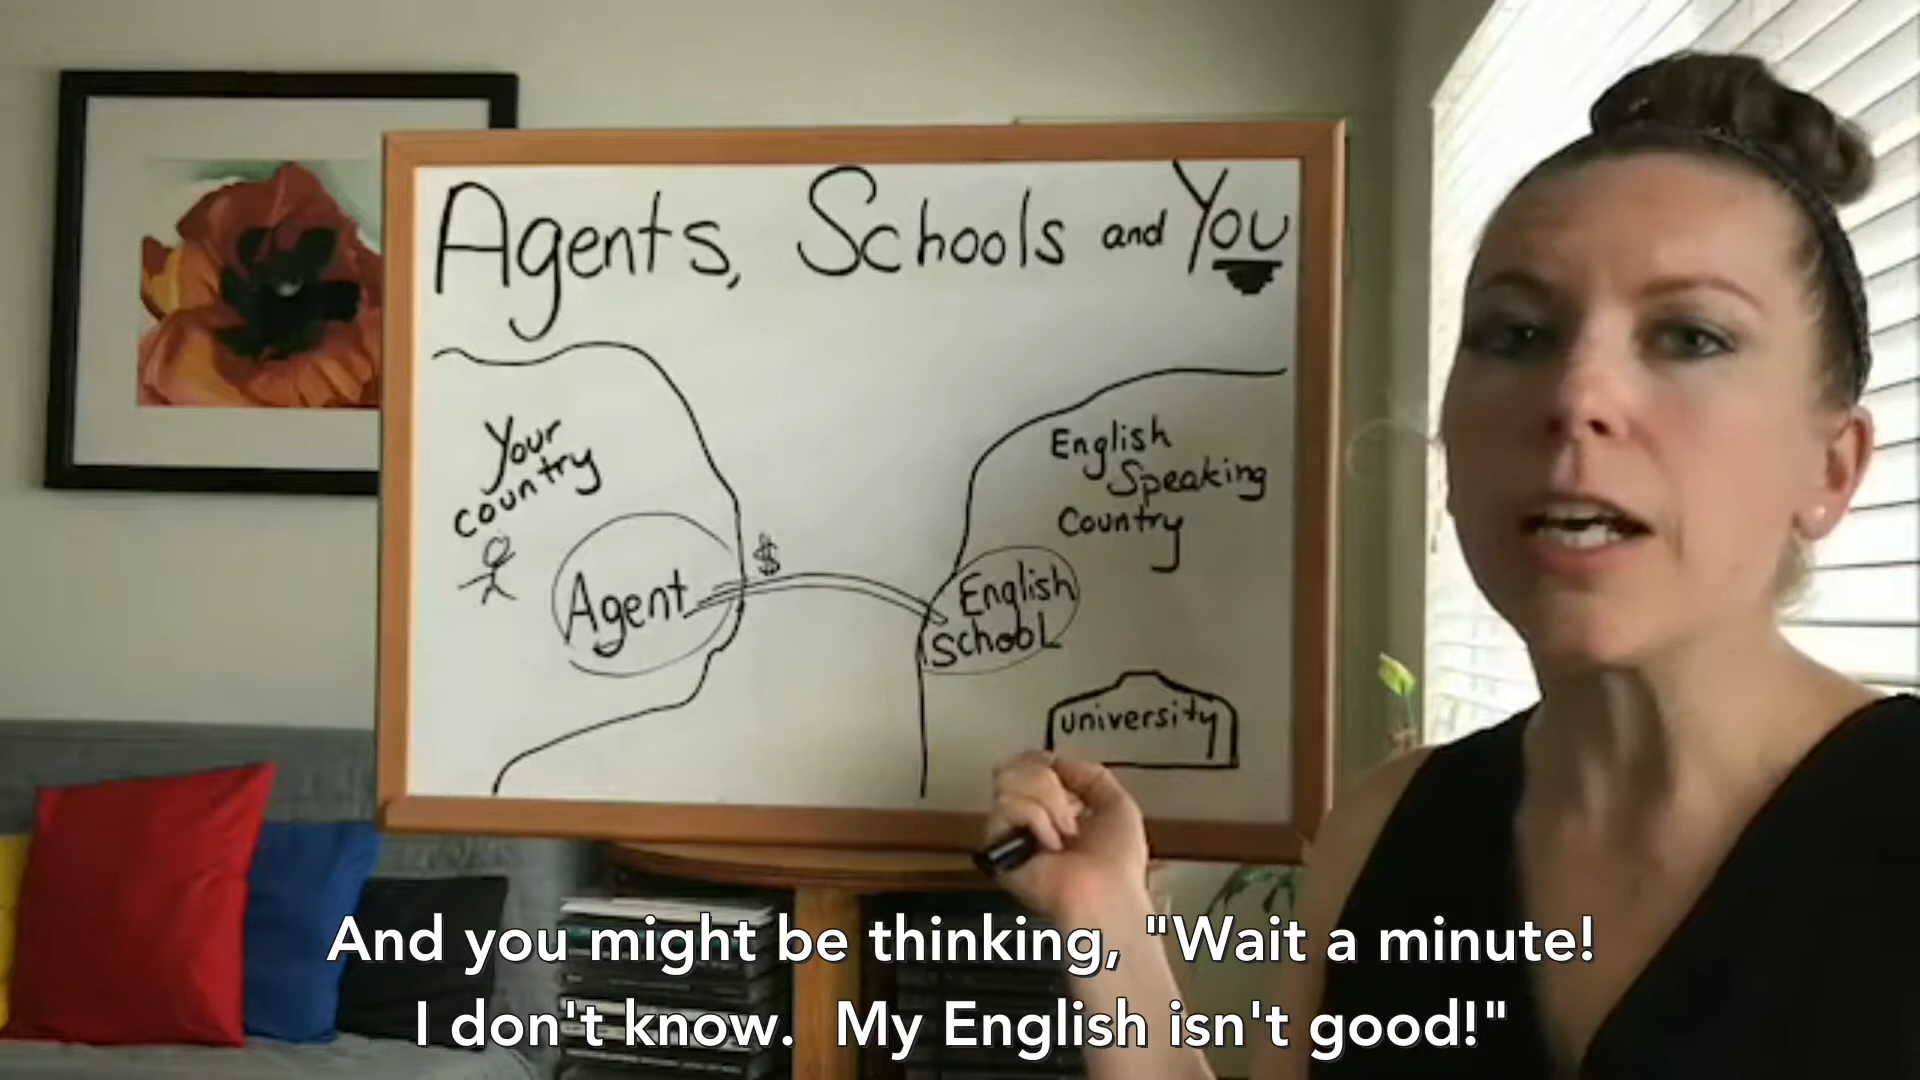 Agents, Schools and You
Your
country
Agent
$
English
Speaking
Country
English
School
university
And you might be thinking, "Wait a minute!
I don't know.  My English isn't good!"